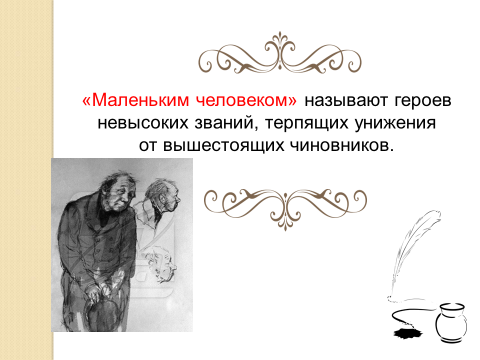 «Маленьким человеком» называют героев
невысоких званий, терпящих унижения
от вышестоящих чиновников.